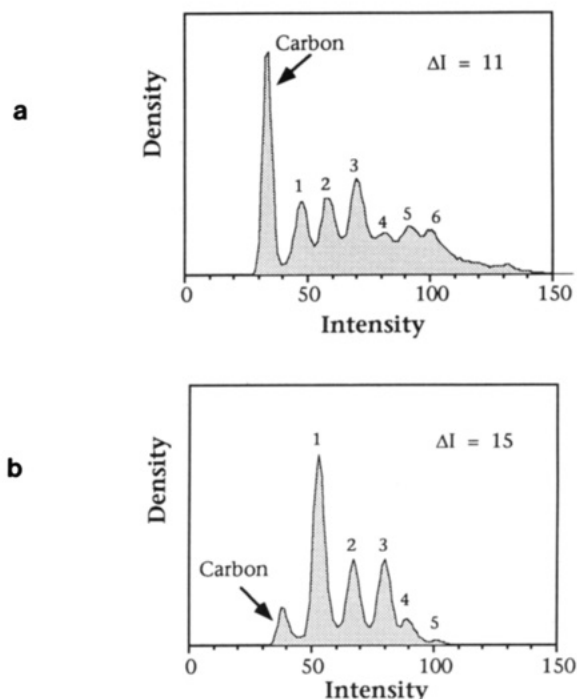 a
Density
Carbon
ΔI = 11
1 2 3 4 5 6
0 50 100 150
Intensity
b
Density
Carbon
ΔI = 15
1 2 3 4 5
0 50 100 150
Intensity